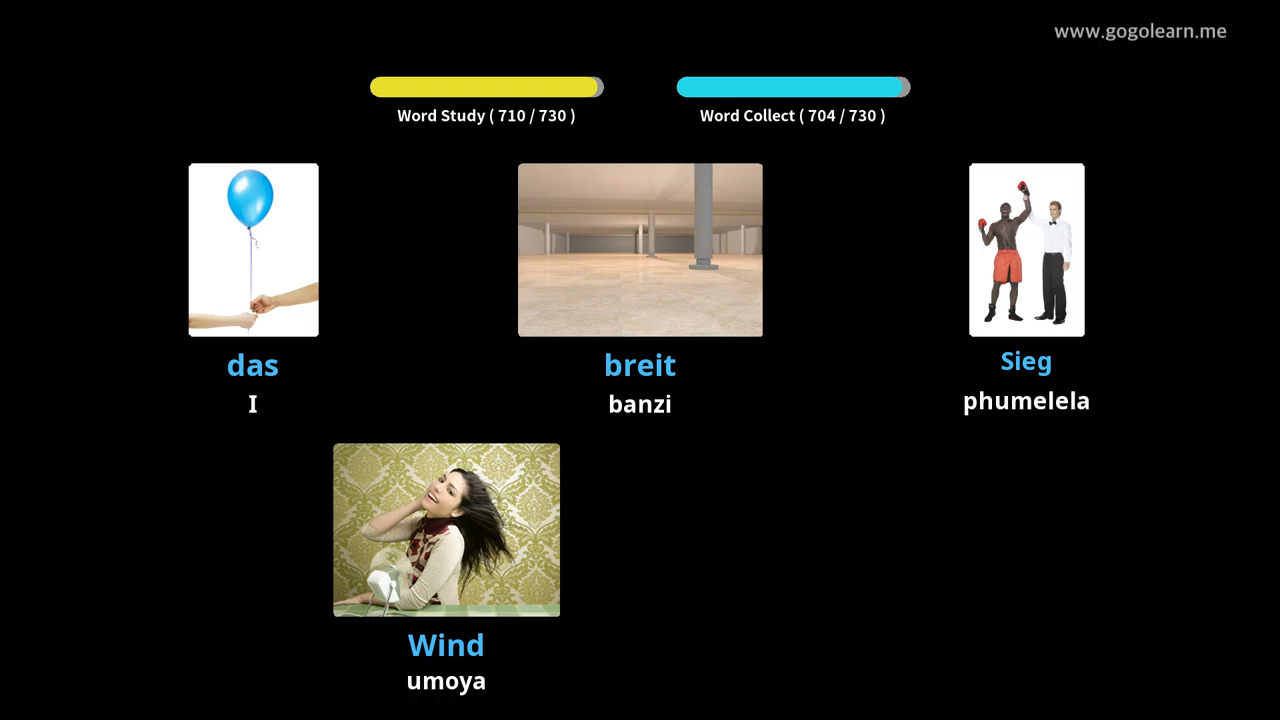 www.gogolearn.me
Word Study ( 710 / 730 )
Word Collect ( 704 / 730 )
das
I
breit
banzi
Sieg
phumelela
Wind
umoya